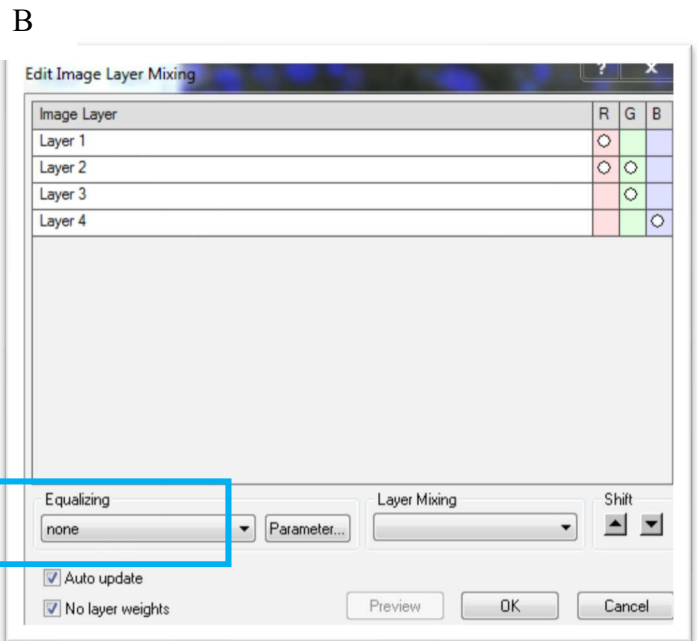 B
Edit Image Layer Mixing ? x
Image Layer R G B
Layer 1
Layer 2
Layer 3
Layer 4
Equalizing Layer Mixing Shift
none Parameter...
Auto update
No layer weights Preview OK Cancel